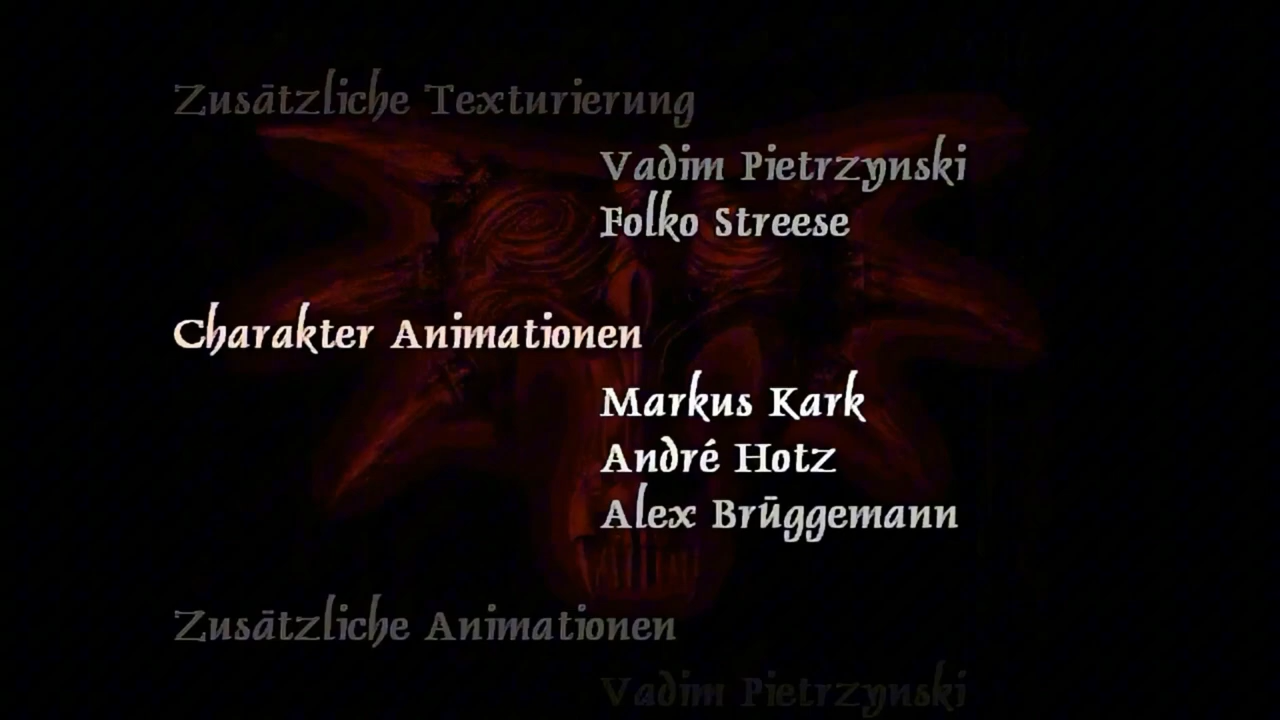 Zusätzliche Texturierung
Vadim Pietrzynski
Folko Streese
Charakter Animationen
Markus Kark
André Hotz
Alex Brüggemann
Zusätzliche Animationen
Vadim Pietrzynski